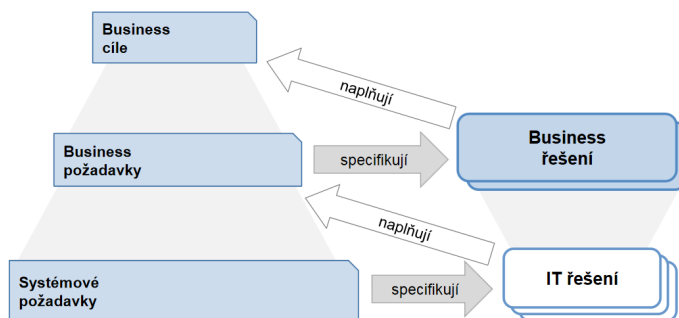 Business
cíle
naplňují
Business
požadavky
specifikují
Business
řešení
naplňují
Systémové
požadavky
specifikují
IT řešení